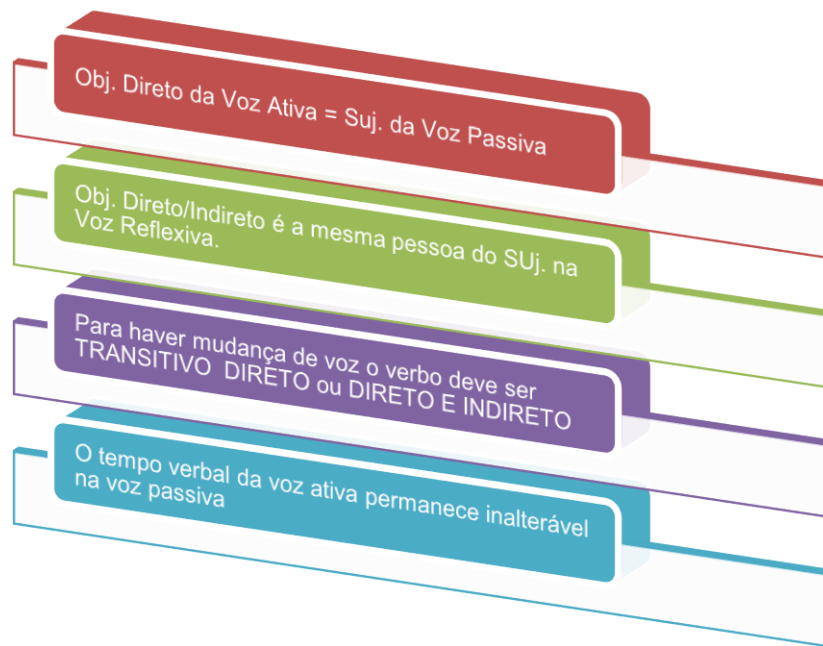 Obj. Direto da Voz Ativa = Suj. da Voz Passiva
Obj. Direto/Indireto é a mesma pessoa do SUj. na
Voz Reflexiva.
Para haver mudança de voz o verbo deve ser
TRANSITIVO DIRETO ou DIRETO E INDIRETO
O tempo verbal da voz ativa permanece inalterável
na voz passiva